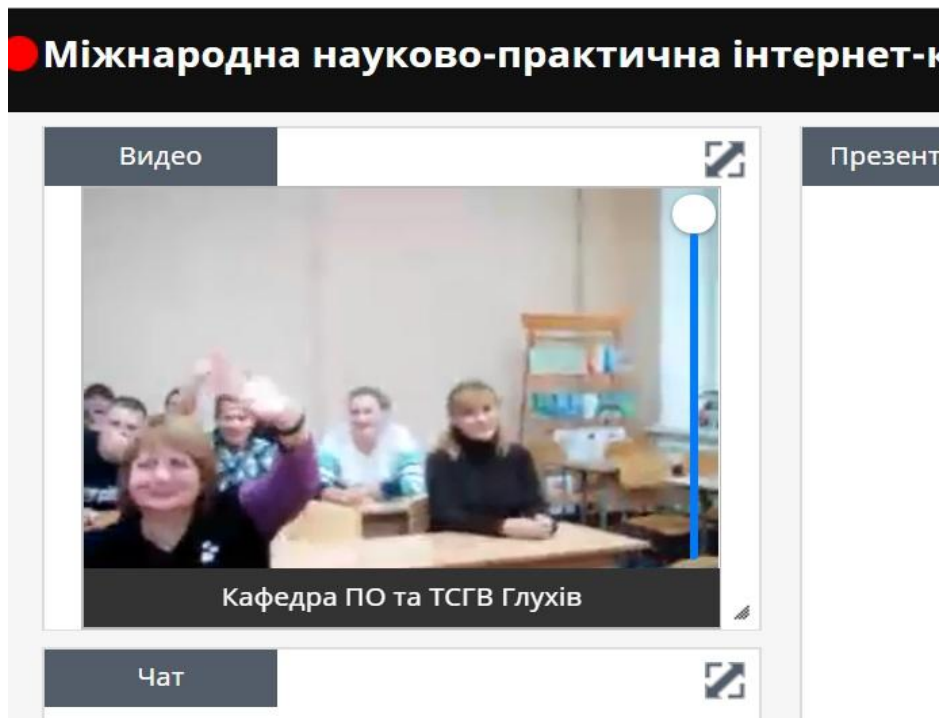 Міжнародна науково-практична інтернет-к
Видео
Презент
Кафедра ПО та ТСГВ Глухів
Чат